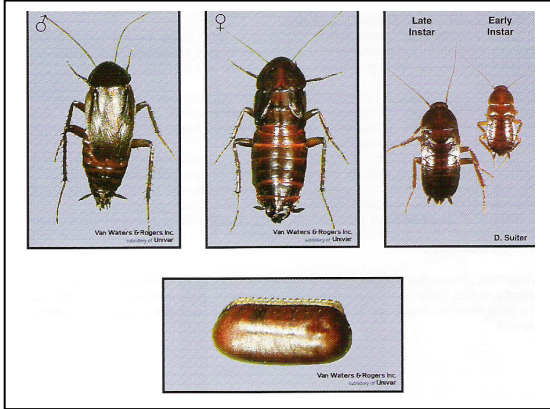 ♂
Van Waters & Rogers Inc.
subsidiary of Univar
♀
Van Waters & Rogers Inc.
subsidiary of Univar
Late
Instar
Early
Instar
D. Suiter
Van Waters & Rogers Inc.
subsidiary of Univar